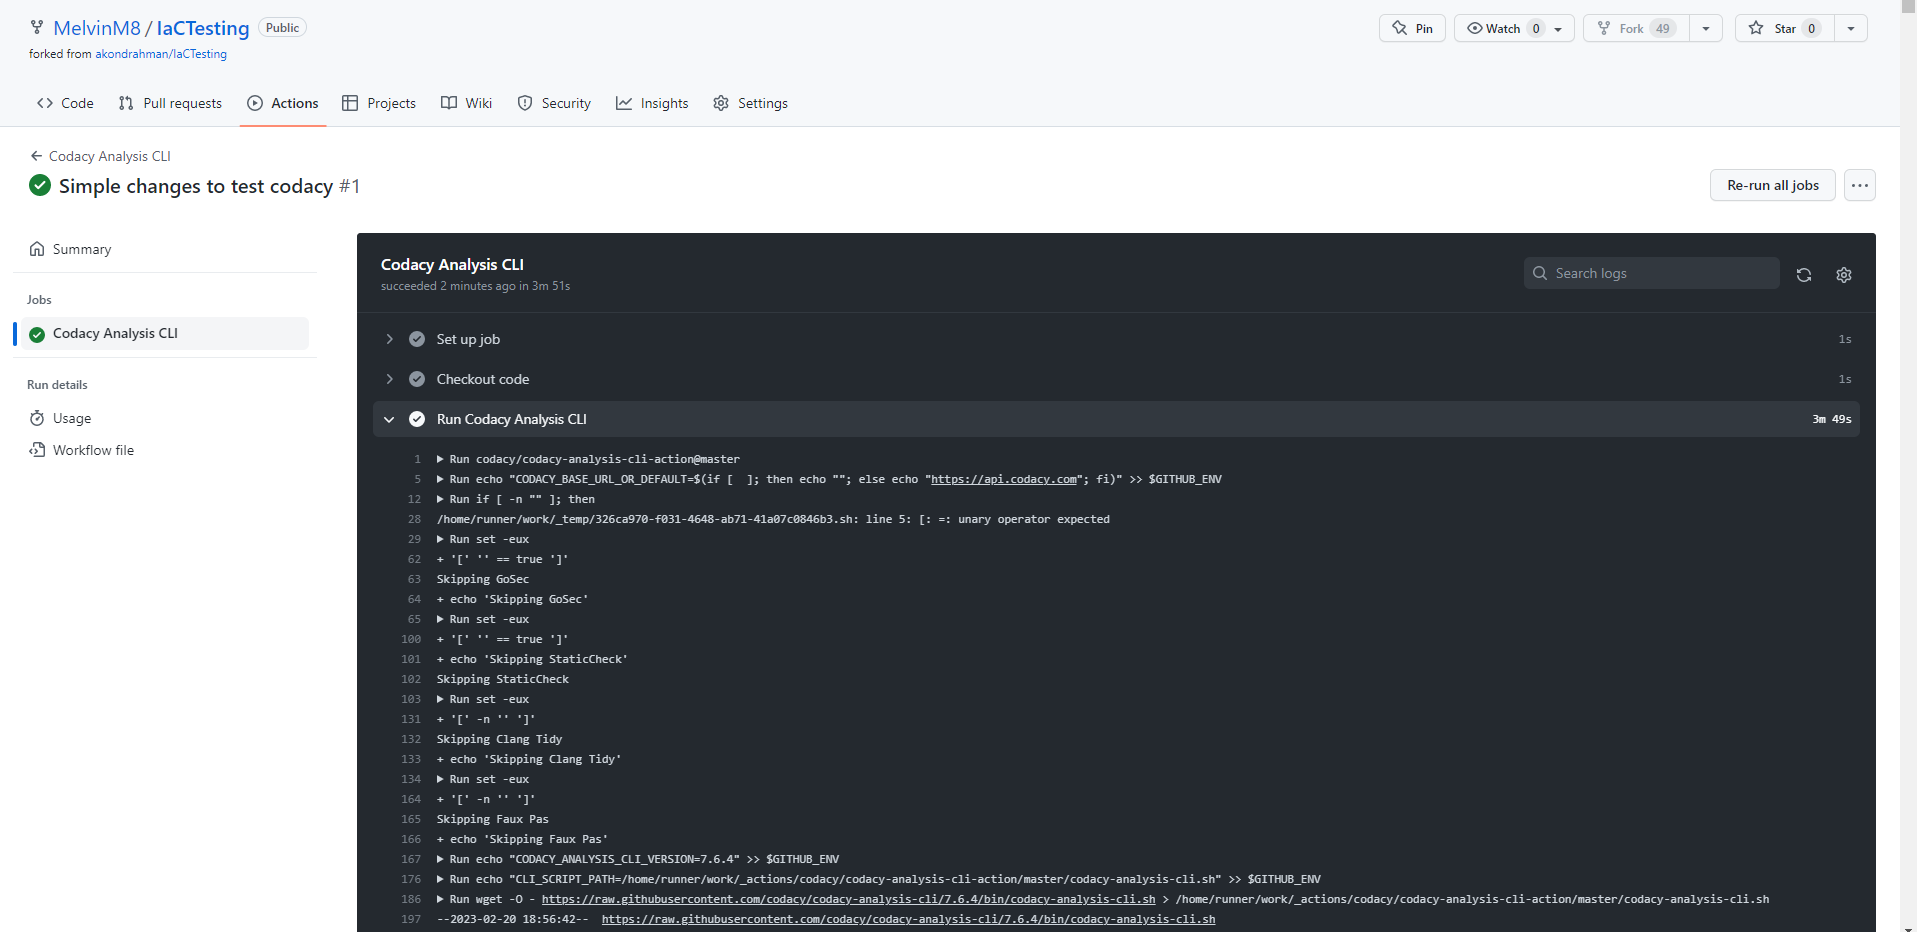 MelvinM8 / IaCTesting Public Pin Watch 0 Fork 49 Star 0
forked from akondrahman/IaCTesting
Code Pull requests Actions Projects Wiki Security Insights Settings
Codacy Analysis CLI
Simple changes to test codacy #1 Re-run all jobs ...
Summary
Jobs
Codacy Analysis CLI
Run details
Usage
Workflow file
Codacy Analysis CLI
succeeded 2 minutes ago in 3m 51s
Search logs
Set up job 1s
Checkout code 1s
Run Codacy Analysis CLI 3m 49s
1 Run codacy/codacy-analysis-cli-action@master
5 Run echo "CODACY_BASE_URL_OR_DEFAULT=$(if [  ]; then echo ""; else echo "https://api.codacy.com"; fi)" >> $GITHUB_ENV
12 Run if [ -n "" ]; then
28 /home/runner/work/_temp/326ca970-f031-4648-ab71-41a07c0846b3.sh: line 5: [: =: unary operator expected
29 Run set -eux
62 + '[' '' == true ']'
63 Skipping GoSec
64 + echo 'Skipping GoSec'
65 Run set -eux
100 + '[' '' == true ']'
101 + echo 'Skipping StaticCheck'
102 Skipping StaticCheck
103 Run set -eux
131 + '[' -n '' ']'
132 Skipping Clang Tidy
133 + echo 'Skipping Clang Tidy'
134 Run set -eux
164 + '[' -n '' ']'
165 Skipping Faux Pas
166 + echo 'Skipping Faux Pas'
167 Run echo "CODACY_ANALYSIS_CLI_VERSION=7.6.4" >> $GITHUB_ENV
176 Run echo "CLI_SCRIPT_PATH=/home/runner/work/_actions/codacy/codacy-analysis-cli-action/master/codacy-analysis-cli.sh" >> $GITHUB_ENV
186 Run wget -O - https://raw.githubusercontent.com/codacy/codacy-analysis-cli/7.6.4/bin/codacy-analysis-cli.sh > /home/runner/work/_actions/codacy/codacy-analysis-cli-action/master/codacy-analysis-cli.sh
197 --2023-02-20 18:56:42--  https://raw.githubusercontent.com/codacy/codacy-analysis-cli/7.6.4/bin/codacy-analysis-cli.sh